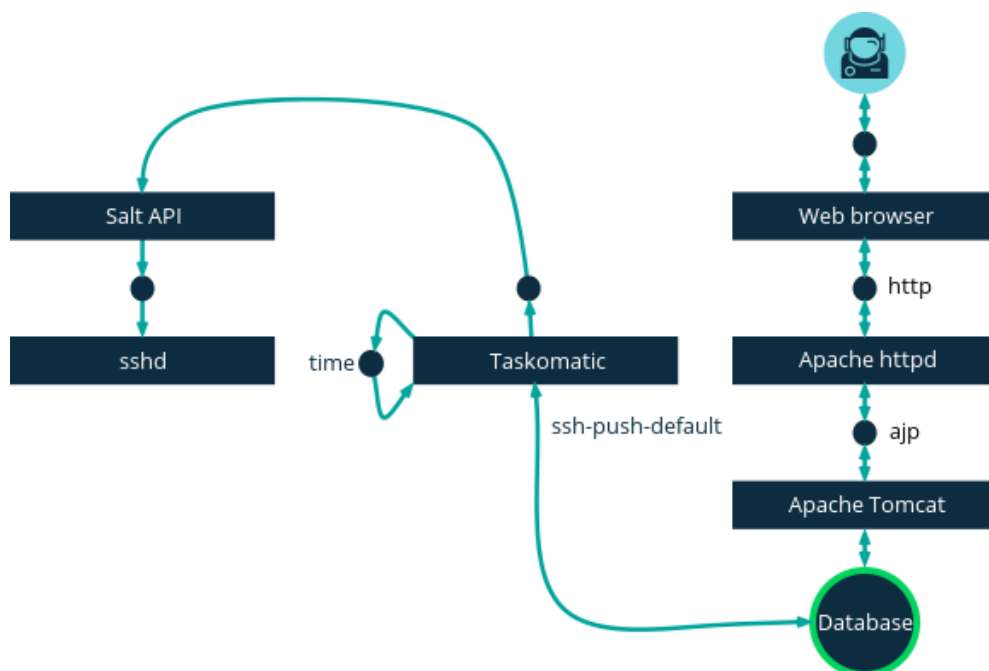 Salt API
Web browser
http
sshd
time
Taskomatic
Apache httpd
ssh-push-default
ajp
Apache Tomcat
Database